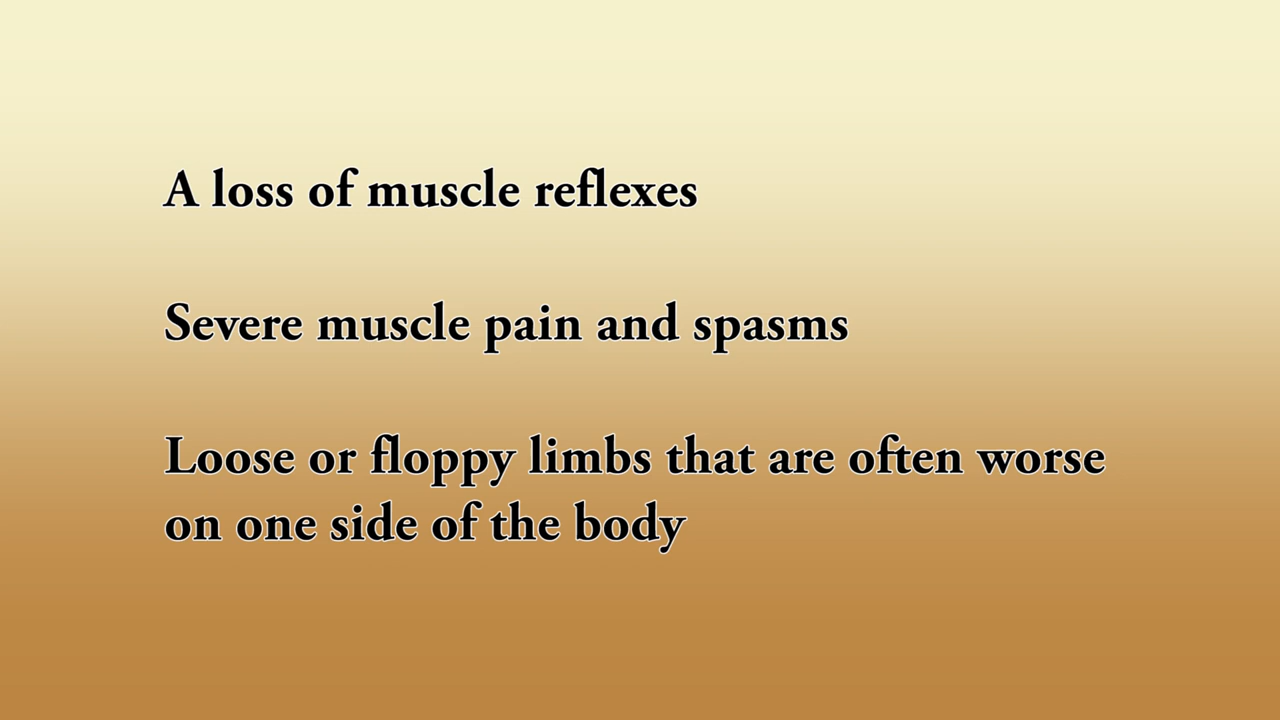 A loss of muscle reflexes
Severe muscle pain and spasms
Loose or floppy limbs that are often worse
on one side of the body